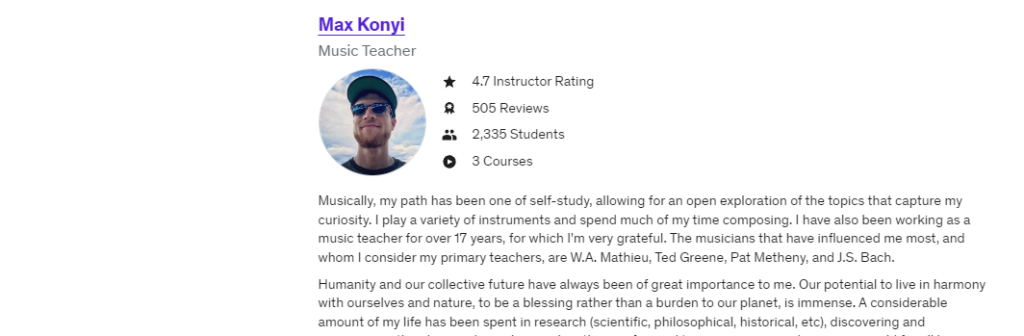 Max Konyi
Music Teacher
4.7 Instructor Rating
505 Reviews
2,335 Students
3 Courses
Musically, my path has been one of self-study, allowing for an open exploration of the topics that capture my
curiosity. I play a variety of instruments and spend much of my time composing. I have also been working as a
music teacher for over 17 years, for which I'm very grateful. The musicians that have influenced me most, and
whom I consider my primary teachers, are W.A. Mathieu, Ted Greene, Pat Metheny, and J.S. Bach.
Humanity and our collective future have always been of great importance to me. Our potential to live in harmony
with ourselves and nature, to be a blessing rather than a burden to our planet, is immense. A considerable
amount of my life has been spent in research (scientific, philosophical, historical, etc), discovering and